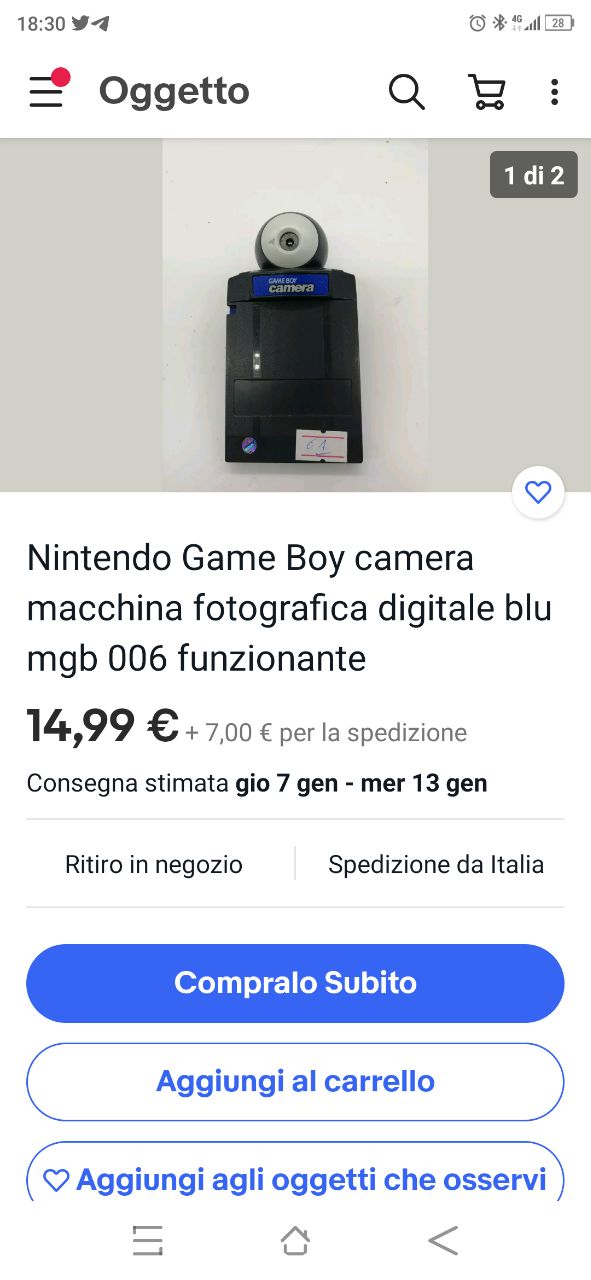 18:30
4G
28
Oggetto
1 di 2
GAME BOY
camera
61
Nintendo Game Boy camera
macchina fotografica digitale blu
mgb 006 funzionante
14,99 € + 7,00 € per la spedizione
Consegna stimata gio 7 gen - mer 13 gen
Ritiro in negozio
Spedizione da Italia
Compralo Subito
Aggiungi al carrello
Aggiungi agli oggetti che osservi